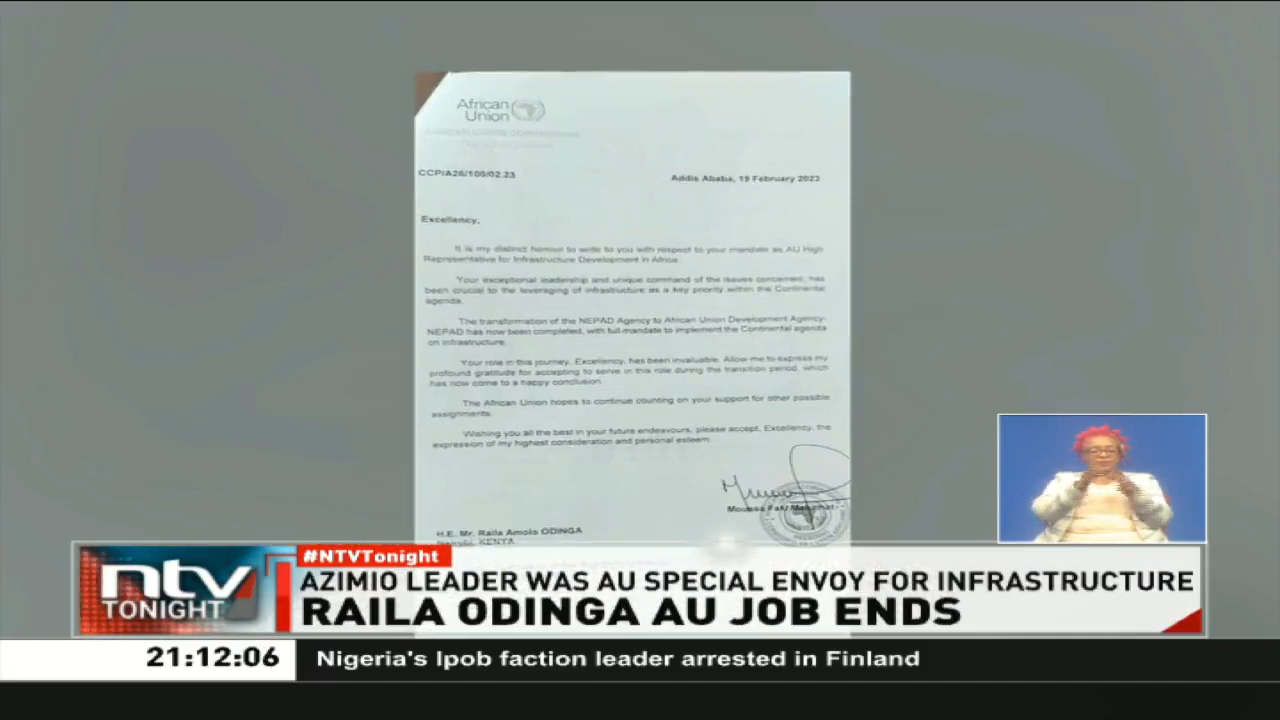 African
Union
CCP/A26/100/02.23
Addis Ababa, 19 February 2023
Excellency,
It is my distinct honour to write to you with respect to your mandate as AU High
Representative for Infrastructure Development in Africa.
Your exceptional leadership and unique command of the issues concerned, has
been crucial to the leveraging of infrastructure as a key priority within the Continental
agenda.
The transformation of the NEPAD Agency to African Union Development Agency-
NEPAD has now been completed, with full mandate to implement the Continental agenda
on infrastructure.
Your role in this journey, Excellency, has been invaluable. Allow me to express my
profound gratitude for accepting to serve in this role during the transition period, which
has now come to a happy conclusion.
The African Union hopes to continue counting on your support for other possible
assignments.
Wishing you all the best in your future endeavours, please accept, Excellency, the
expression of my highest consideration and personal esteem.
Moussa Faki Mahamat
H.E. Mr. Raila Amolo ODINGA
Nairobi, KENYA
#NTVTonight
ntv
TONIGHT
AZIMIO LEADER WAS AU SPECIAL ENVOY FOR INFRASTRUCTURE
RAILA ODINGA AU JOB ENDS
21:12:06
Nigeria's Ipob faction leader arrested in Finland